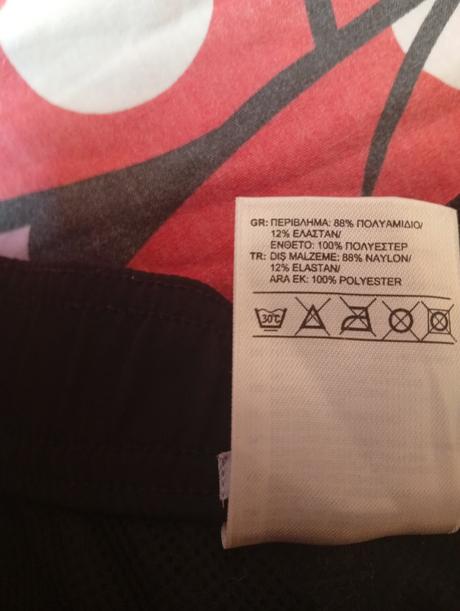 GR: ΠΕΡΙΒΛΗΜΑ: 88% ΠΟΛΥΑΜΙΔΙΟ/
12% ΕΛΑΣΤΑΝ/
ΕΝΘΕΤΟ: 100% ΠΟΛΥΕΣΤΕΡ
TR: DIŞ MALZEME: 88% NAYLON/
12% ELASTAN/
ARA EK: 100% POLYESTER
30°C